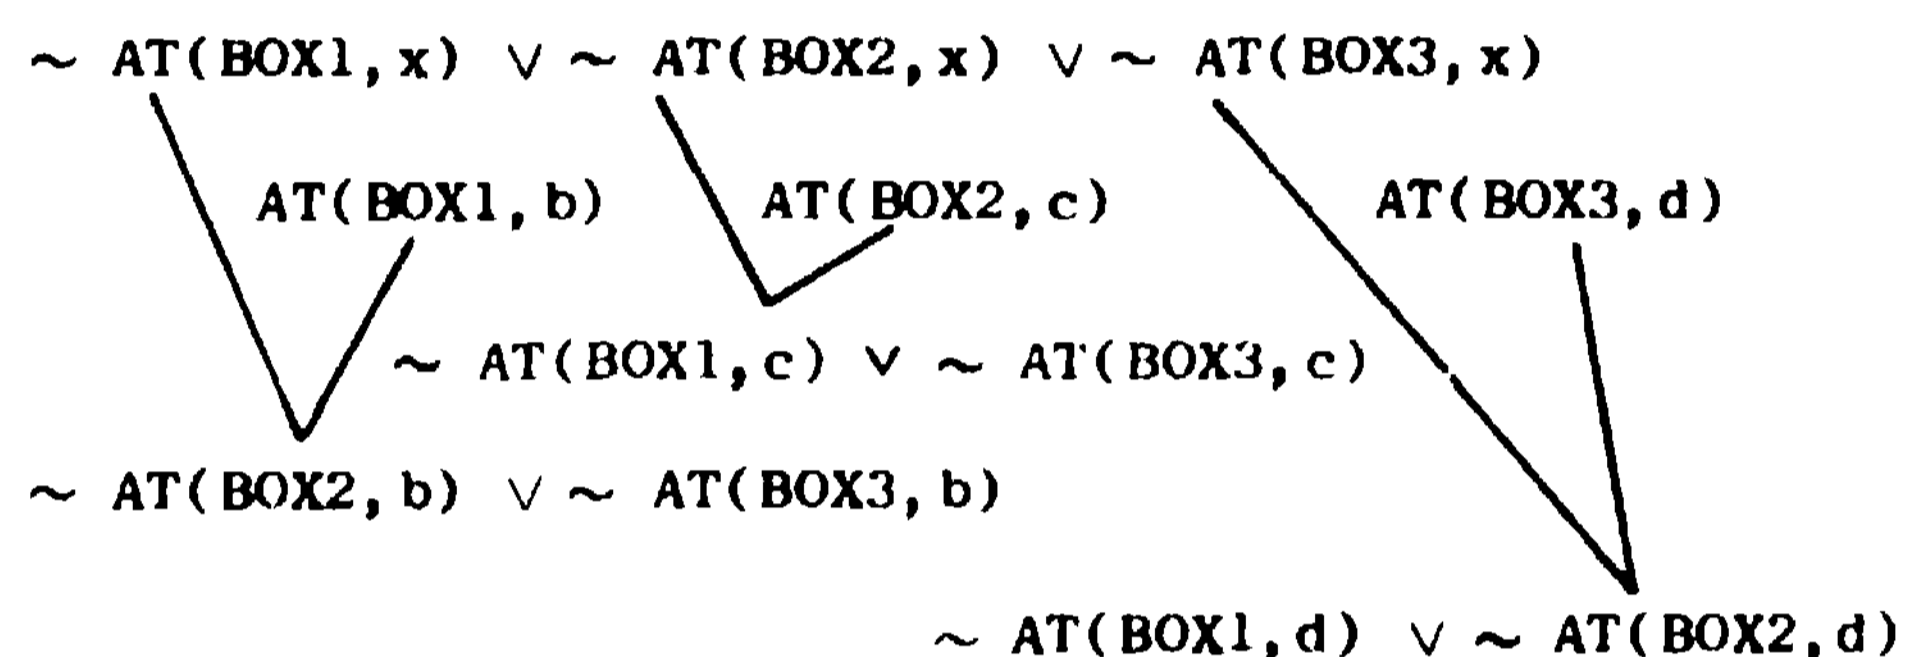 ~ AT(BOX1,x) ∨ ~ AT(BOX2,x) ∨ ~ AT(BOX3,x)
AT(BOX1,b) AT(BOX2,c) AT(BOX3,d)
~ AT(BOX1,c) ∨ ~ AT(BOX3,c)
~ AT(BOX2,b) ∨ ~ AT(BOX3,b)
~ AT(BOX1,d) ∨ ~ AT(BOX2,d)